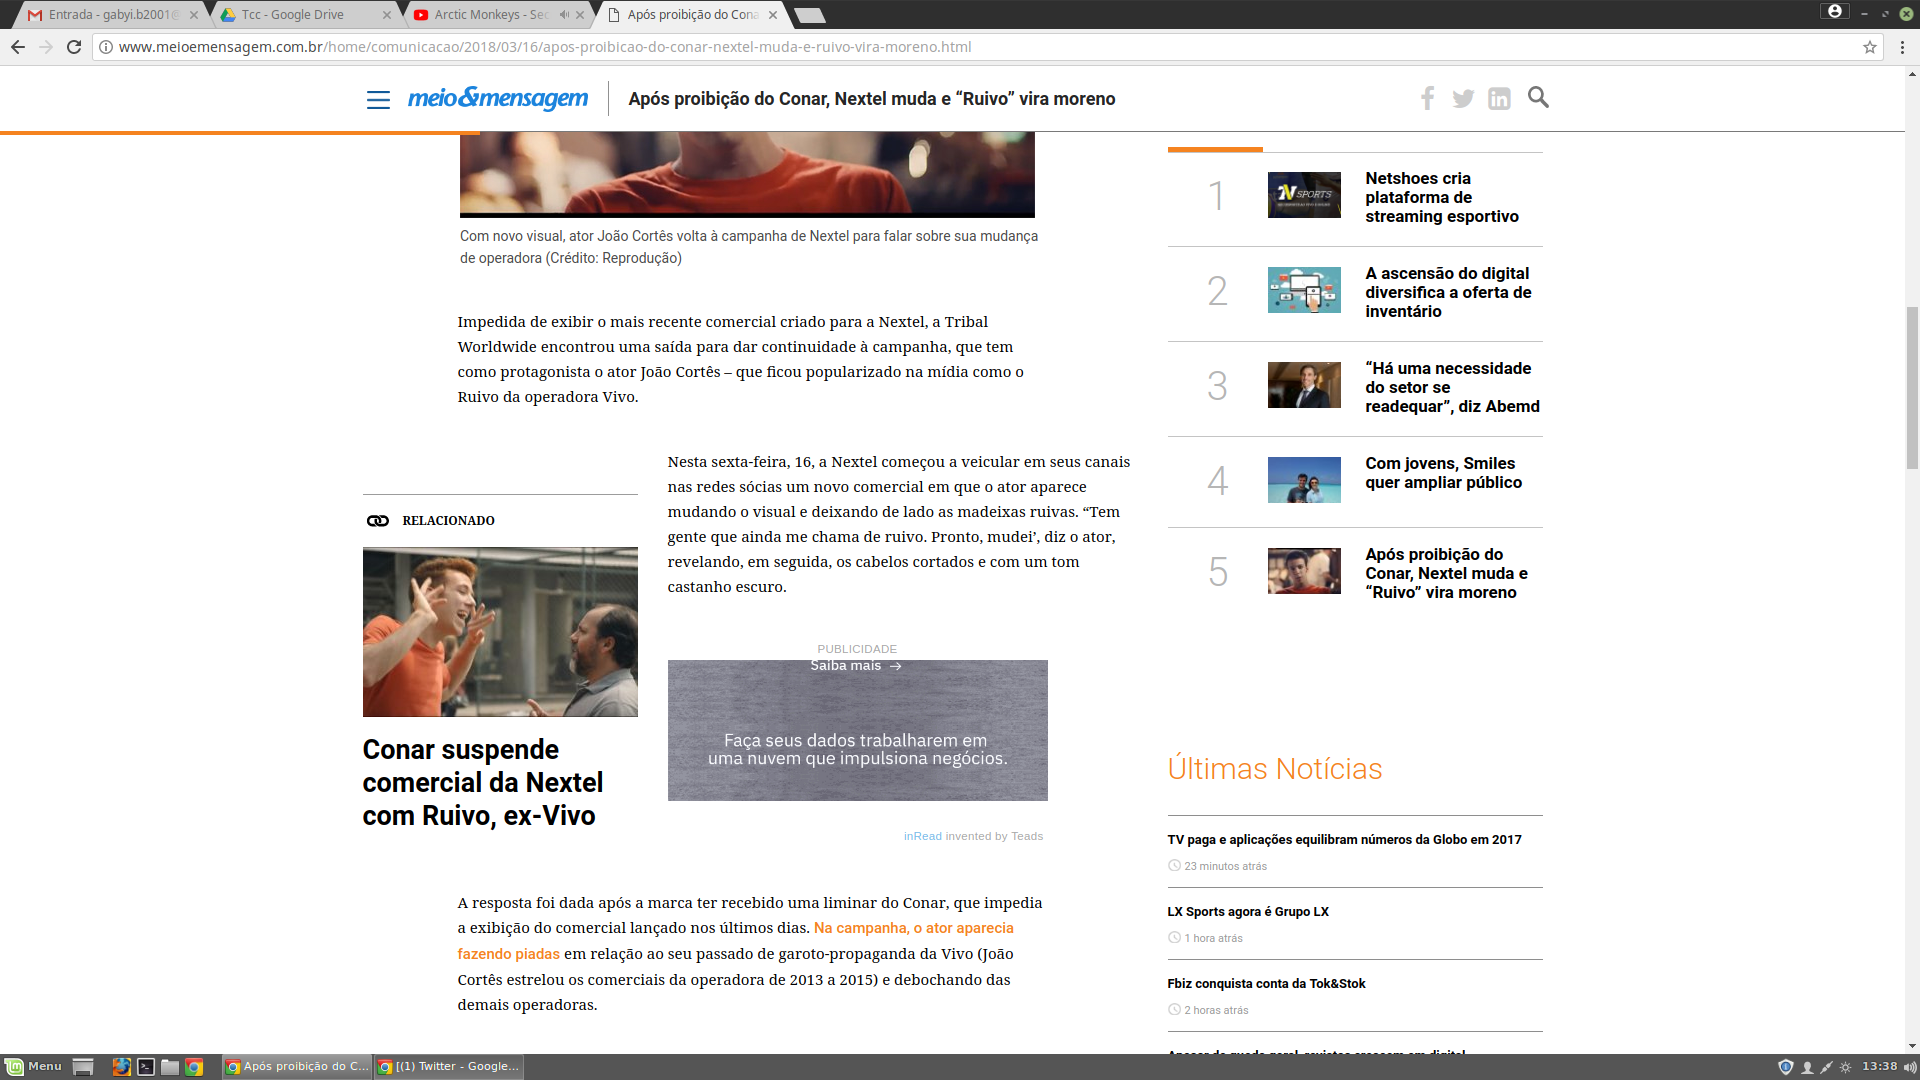 Entrada - gabyi.b2001@
Tcc - Google Drive
Arctic Monkeys - Sec
Após proibição do Cona
www.meioemensagem.com.br/home/comunicacao/2018/03/16/apos-proibicao-do-conar-nextel-muda-e-ruivo-vira-moreno.html
meio&mensagem
Após proibição do Conar, Nextel muda e “Ruivo” vira moreno
Com novo visual, ator João Cortês volta à campanha de Nextel para falar sobre sua mudança
de operadora (Crédito: Reprodução)
Impedida de exibir o mais recente comercial criado para a Nextel, a Tribal
Worldwide encontrou uma saída para dar continuidade à campanha, que tem
como protagonista o ator João Cortês – que ficou popularizado na mídia como o
Ruivo da operadora Vivo.
RELACIONADO
Conar suspende
comercial da Nextel
com Ruivo, ex-Vivo
Nesta sexta-feira, 16, a Nextel começou a veicular em seus canais
nas redes sócias um novo comercial em que o ator aparece
mudando o visual e deixando de lado as madeixas ruivas. “Tem
gente que ainda me chama de ruivo. Pronto, mudei’, diz o ator,
revelando, em seguida, os cabelos cortados e com um tom
castanho escuro.
PUBLICIDADE
Saiba mais →
Faça seus dados trabalharem em
uma nuvem que impulsiona negócios.
inRead invented by Teads
A resposta foi dada após a marca ter recebido uma liminar do Conar, que impedia
a exibição do comercial lançado nos últimos dias. Na campanha, o ator aparecia
fazendo piadas em relação ao seu passado de garoto-propaganda da Vivo (João
Cortês estrelou os comerciais da operadora de 2013 a 2015) e debochando das
demais operadoras.
1
SPORTS
Netshoes cria
plataforma de
streaming esportivo
2
A ascensão do digital
diversifica a oferta de
inventário
3
“Há uma necessidade
do setor se
readequar”, diz Abemd
4
Com jovens, Smiles
quer ampliar público
5
Após proibição do
Conar, Nextel muda e
“Ruivo” vira moreno
Últimas Notícias
TV paga e aplicações equilibram números da Globo em 2017
23 minutos atrás
LX Sports agora é Grupo LX
1 hora atrás
Fbiz conquista conta da Tok&Stok
2 horas atrás
Menu
Após proibição do C...
[(1) Twitter - Google...
13:38